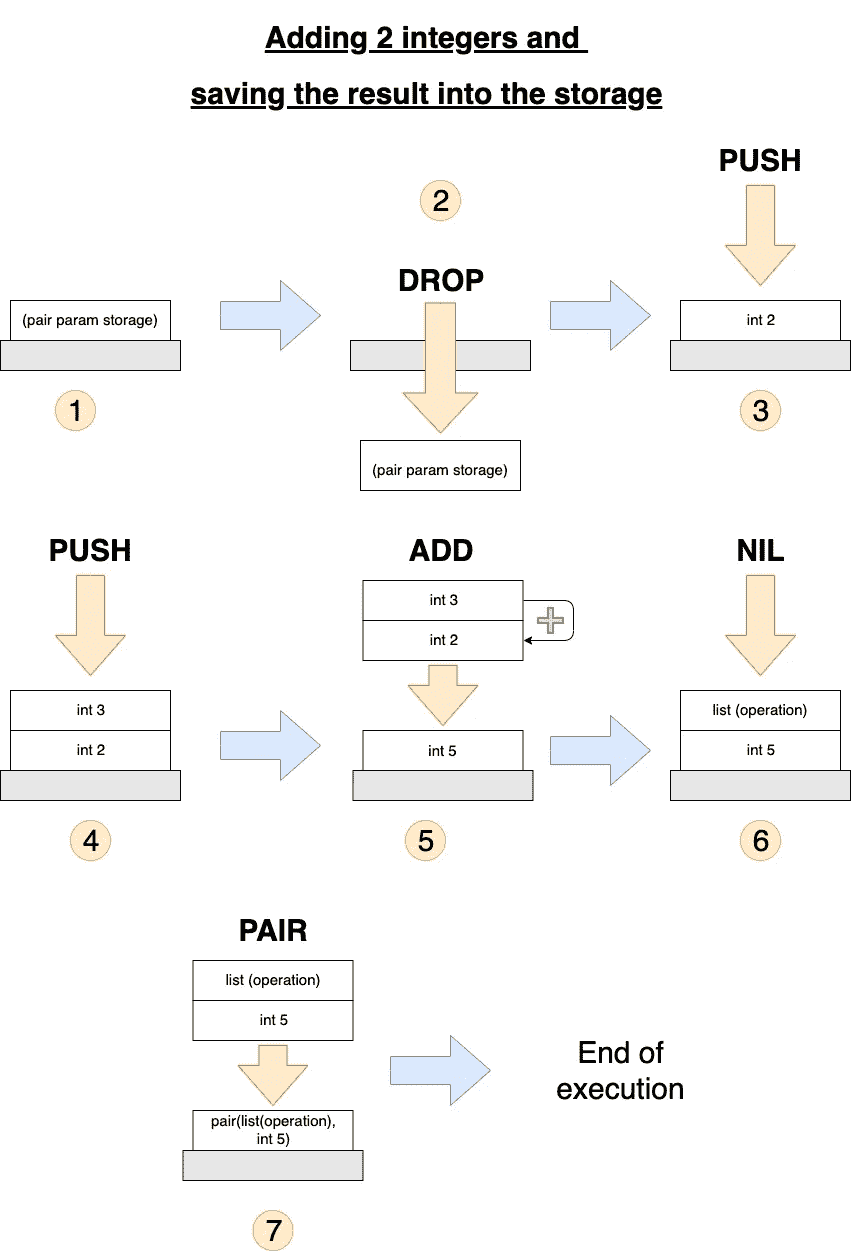 Adding 2 integers and
saving the result into the storage
(pair param storage)
1
2
DROP
(pair param storage)
PUSH
int 2
3
PUSH
int 3
int 2
4
ADD
int 3
int 2
int 5
5
NIL
list (operation)
int 5
6
PAIR
list (operation)
int 5
pair(list(operation),
int 5)
7
End of
execution